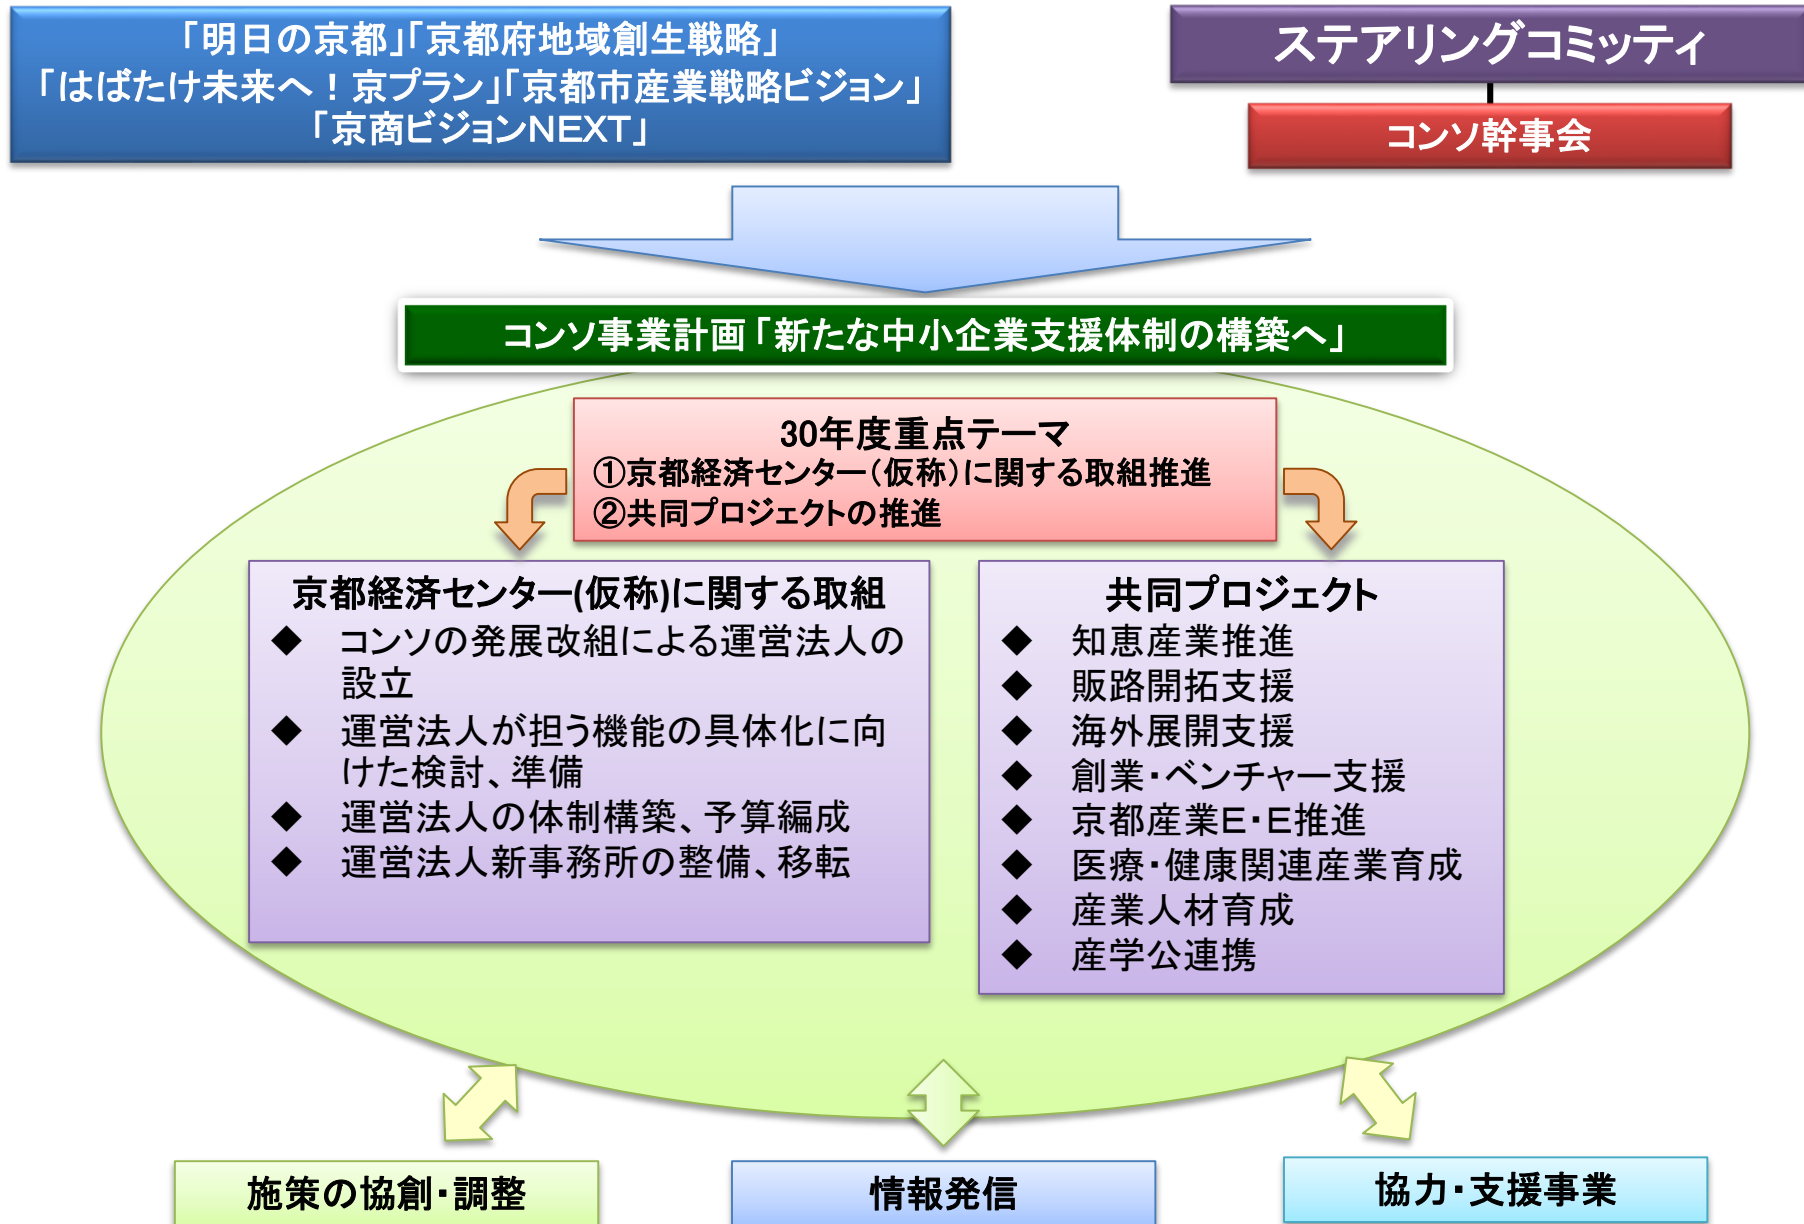 「明日の京都」「京都府地域創生戦略」
「はばたけ未来へ！京プラン」「京都市産業戦略ビジョン」
「京商ビジョンNEXT」
ステアリングコミッティ
コンソ幹事会
コンソ事業計画「新たな中小企業支援体制の構築へ」
30年度重点テーマ
①京都経済センター（仮称）に関する取組推進
②共同プロジェクトの推進
京都経済センター(仮称)に関する取組
◆ コンソの発展改組による運営法人の
設立
◆ 運営法人が担う機能の具体化に向
けた検討、準備
◆ 運営法人の体制構築、予算編成
◆ 運営法人新事務所の整備、移転
共同プロジェクト
◆ 知恵産業推進
◆ 販路開拓支援
◆ 海外展開支援
◆ 創業・ベンチャー支援
◆ 京都産業E・E推進
◆ 医療・健康関連産業育成
◆ 産業人材育成
◆ 産学公連携
施策の協創・調整
情報発信
協力・支援事業